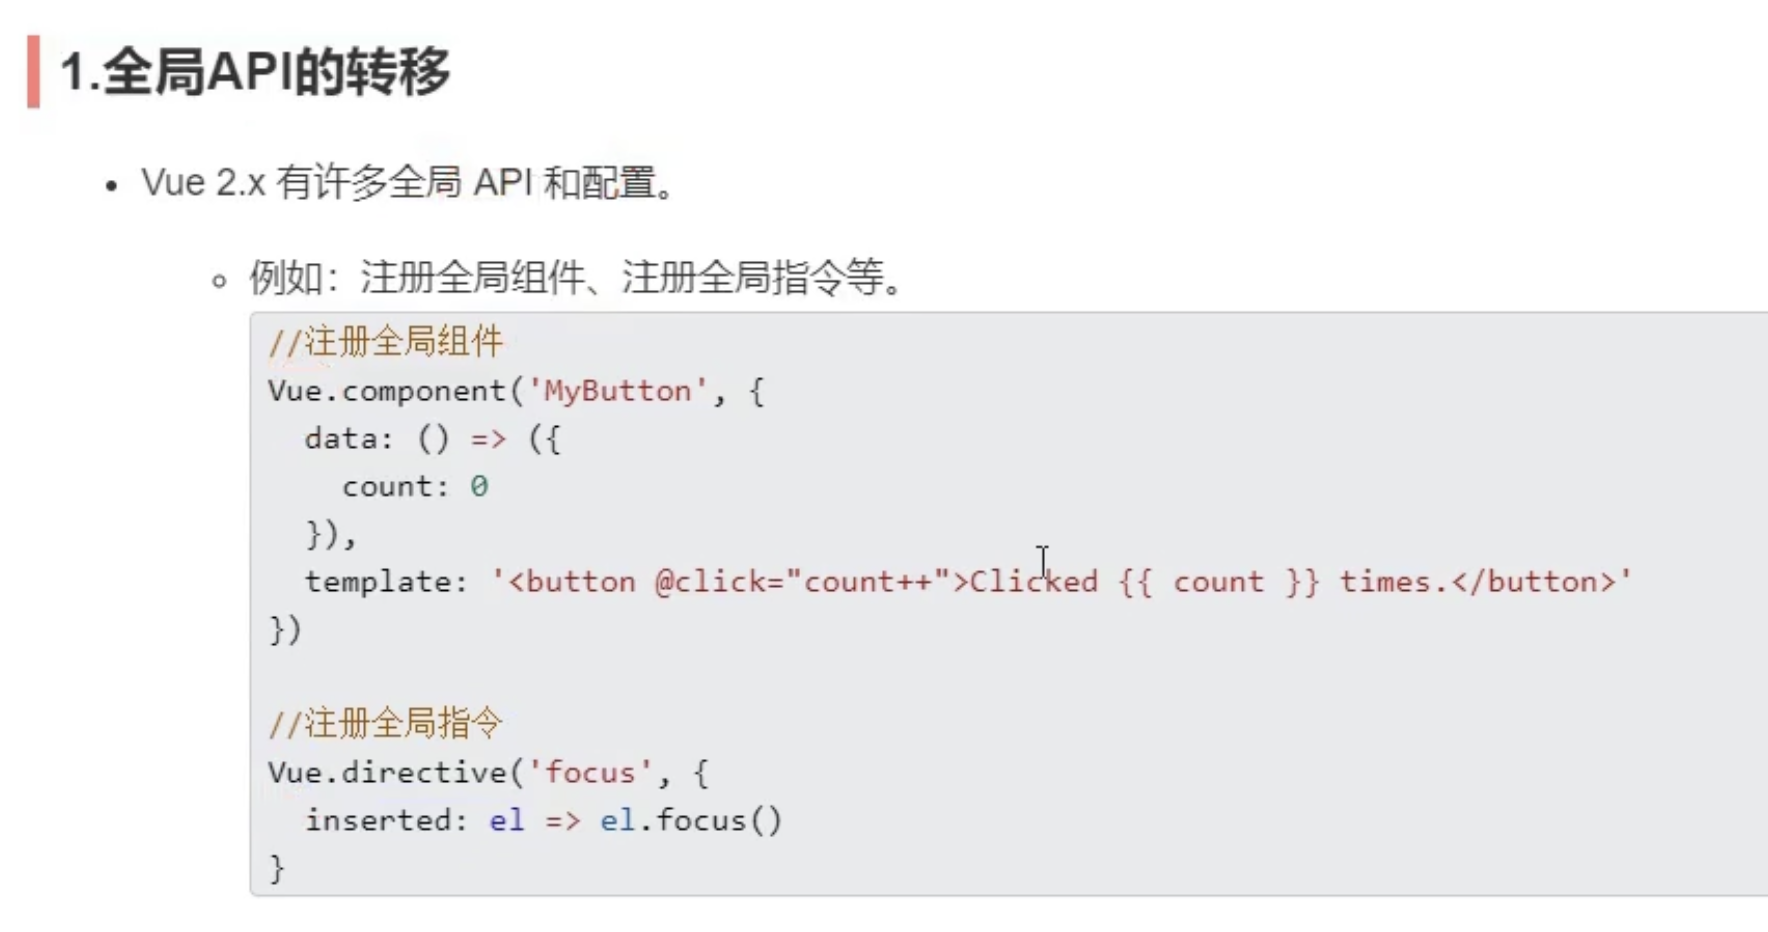 1.全局API的转移
• Vue 2.x 有许多全局 API 和配置。
◦ 例如：注册全局组件、注册全局指令等。
//注册全局组件
Vue.component('MyButton', {
  data: () => ({
    count: 0
  }),
  template: '<button @click="count++">Clicked {{ count }} times.</button>'
})
//注册全局指令
Vue.directive('focus', {
  inserted: el => el.focus()
}